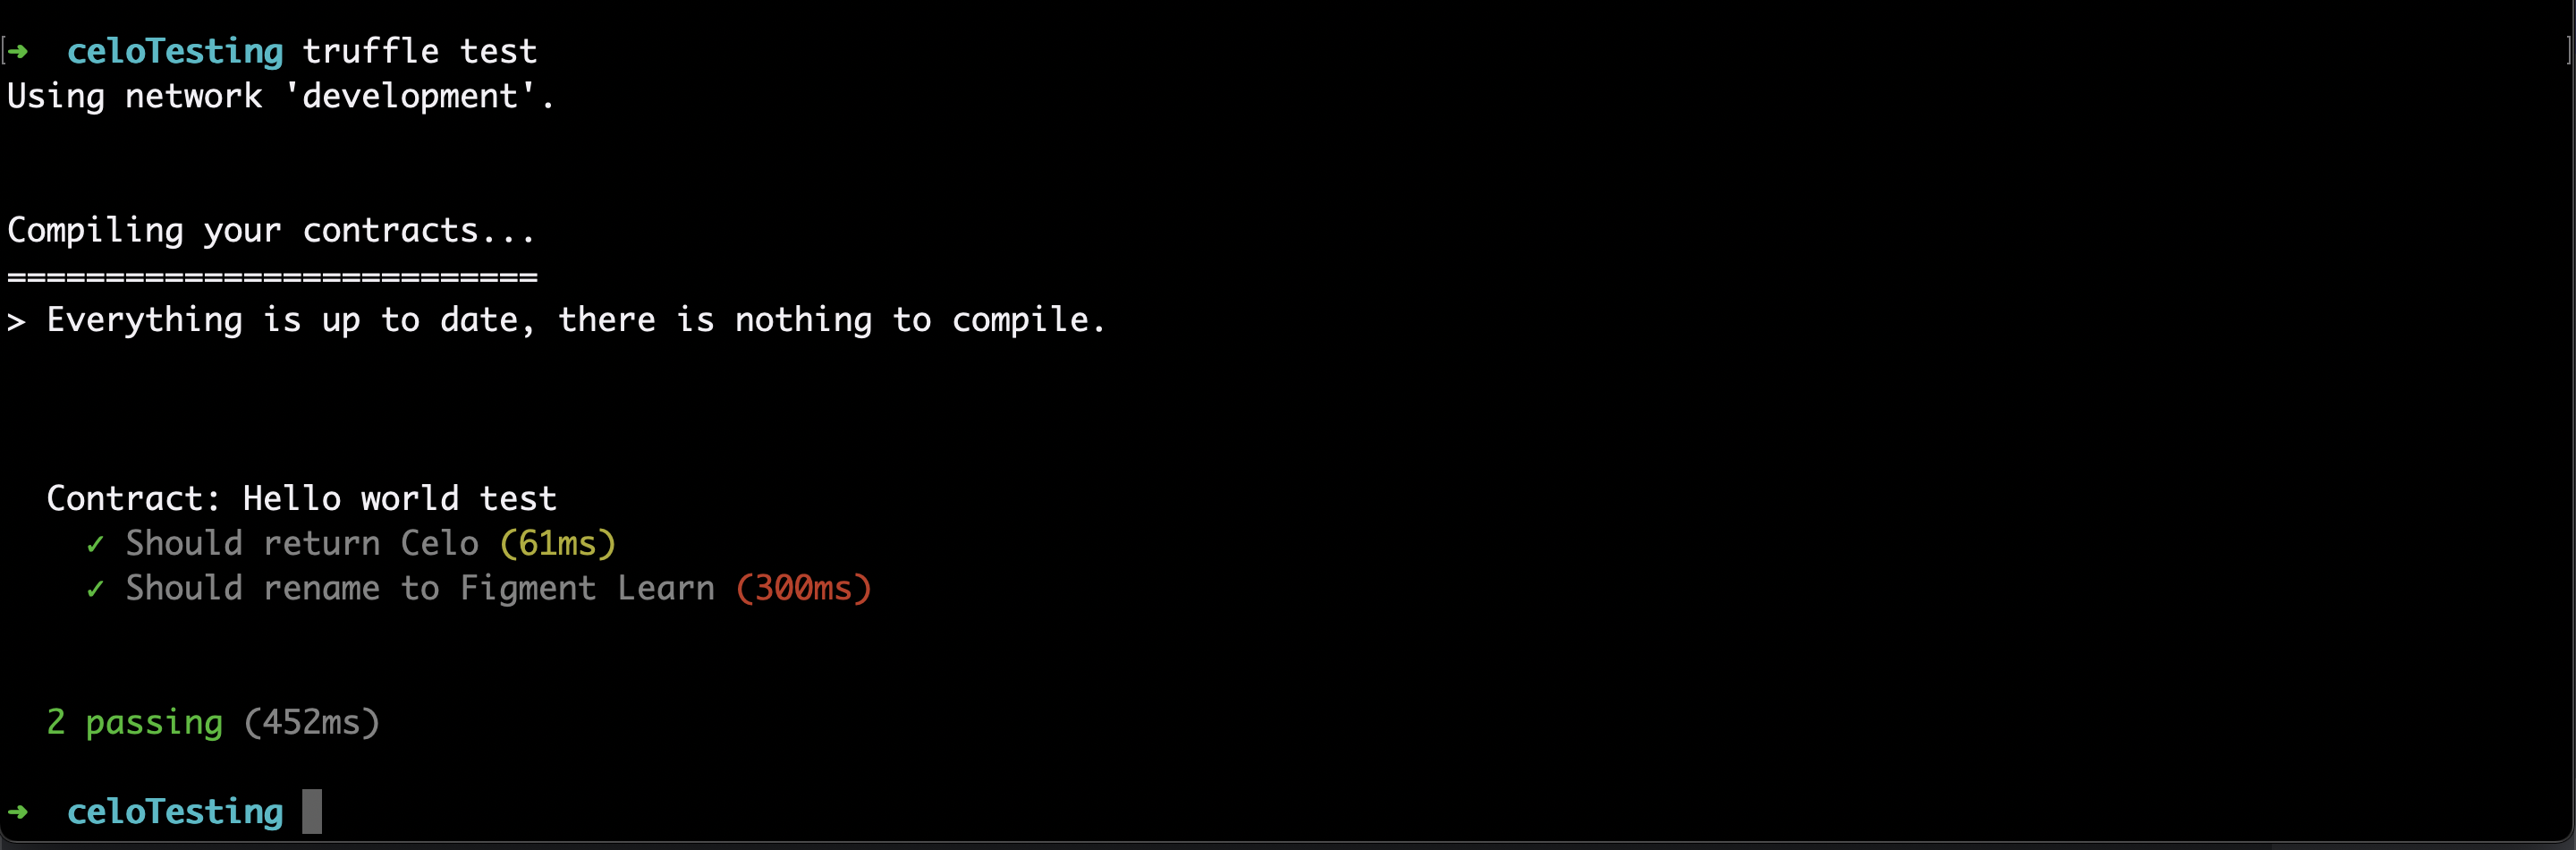 [➜  celoTesting truffle test ]
Using network 'development'.
Compiling your contracts...
===========================
> Everything is up to date, there is nothing to compile.
Contract: Hello world test
✓ Should return Celo (61ms)
✓ Should rename to Figment Learn (300ms)
2 passing (452ms)
➜  celoTesting